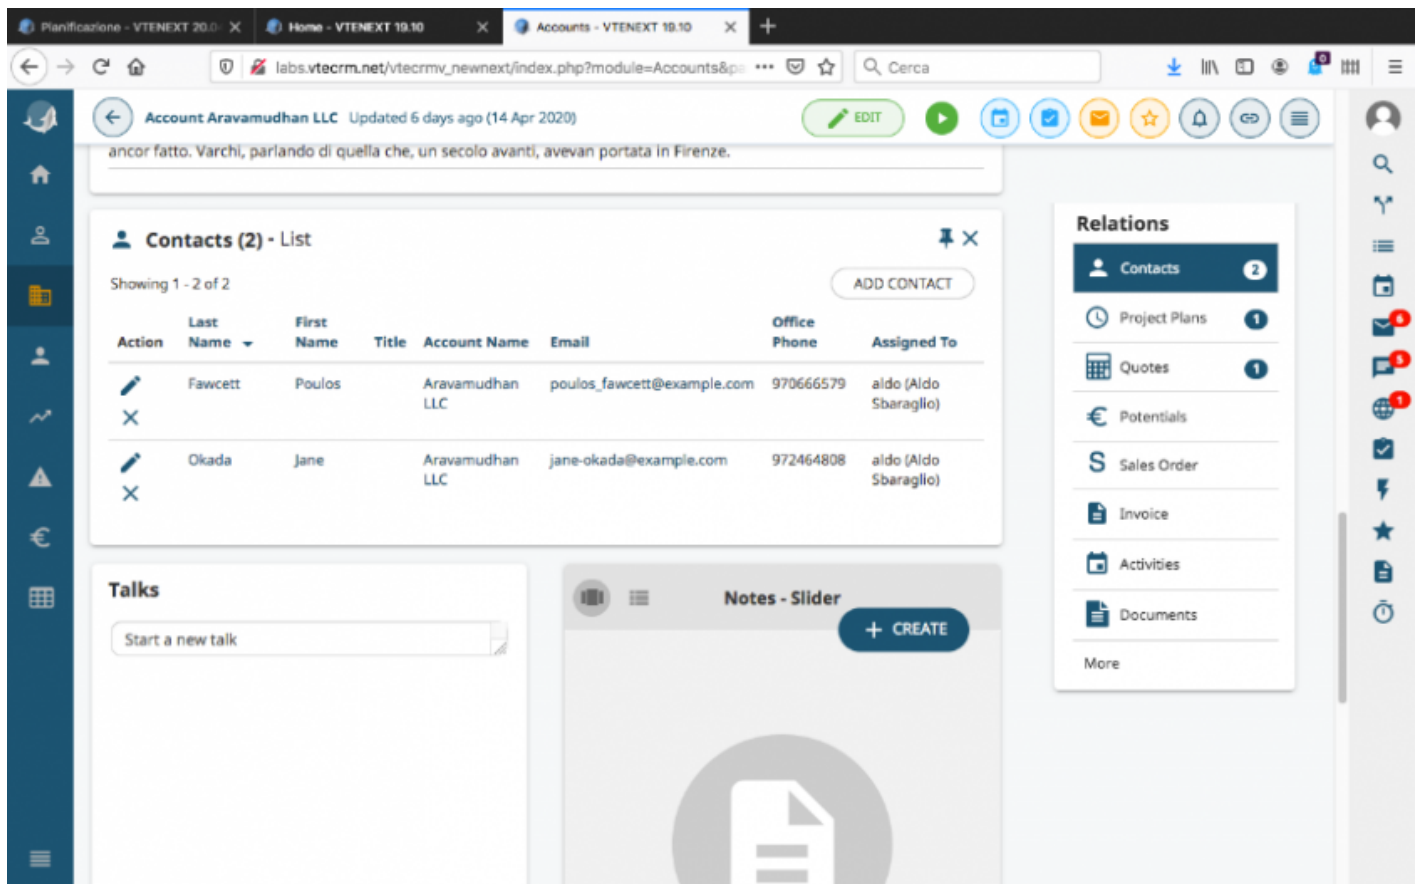 Planificazione - VTENEXT 20.0
Home - VTENEXT 19.10
Accounts - VTENEXT 19.10
labs.vtecrm.net/vtecrmv_newnext/index.php?module=Accounts&pa
Cerca
0
Account Aravamudhan LLC Updated 6 days ago (14 Apr 2020)
EDIT
ancor fatto. Varchi, parlando di quella che, un secolo avanti, avevan portata in Firenze.
Contacts (2) - List
Showing 1 - 2 of 2
ADD CONTACT
Action Last Name First Name Title Account Name Email Office Phone Assigned To
Fawcett Poulos Aravamudhan LLC poulos_fawcett@example.com 970666579 aldo (Aldo Sbaraglio)
Okada Jane Aravamudhan LLC jane-okada@example.com 972464808 aldo (Aldo Sbaraglio)
Talks
Start a new talk
Notes - Slider
CREATE
Relations
Contacts 2
Project Plans 1
Quotes 1
Potentials
Sales Order
Invoice
Activities
Documents
More
6
5
1